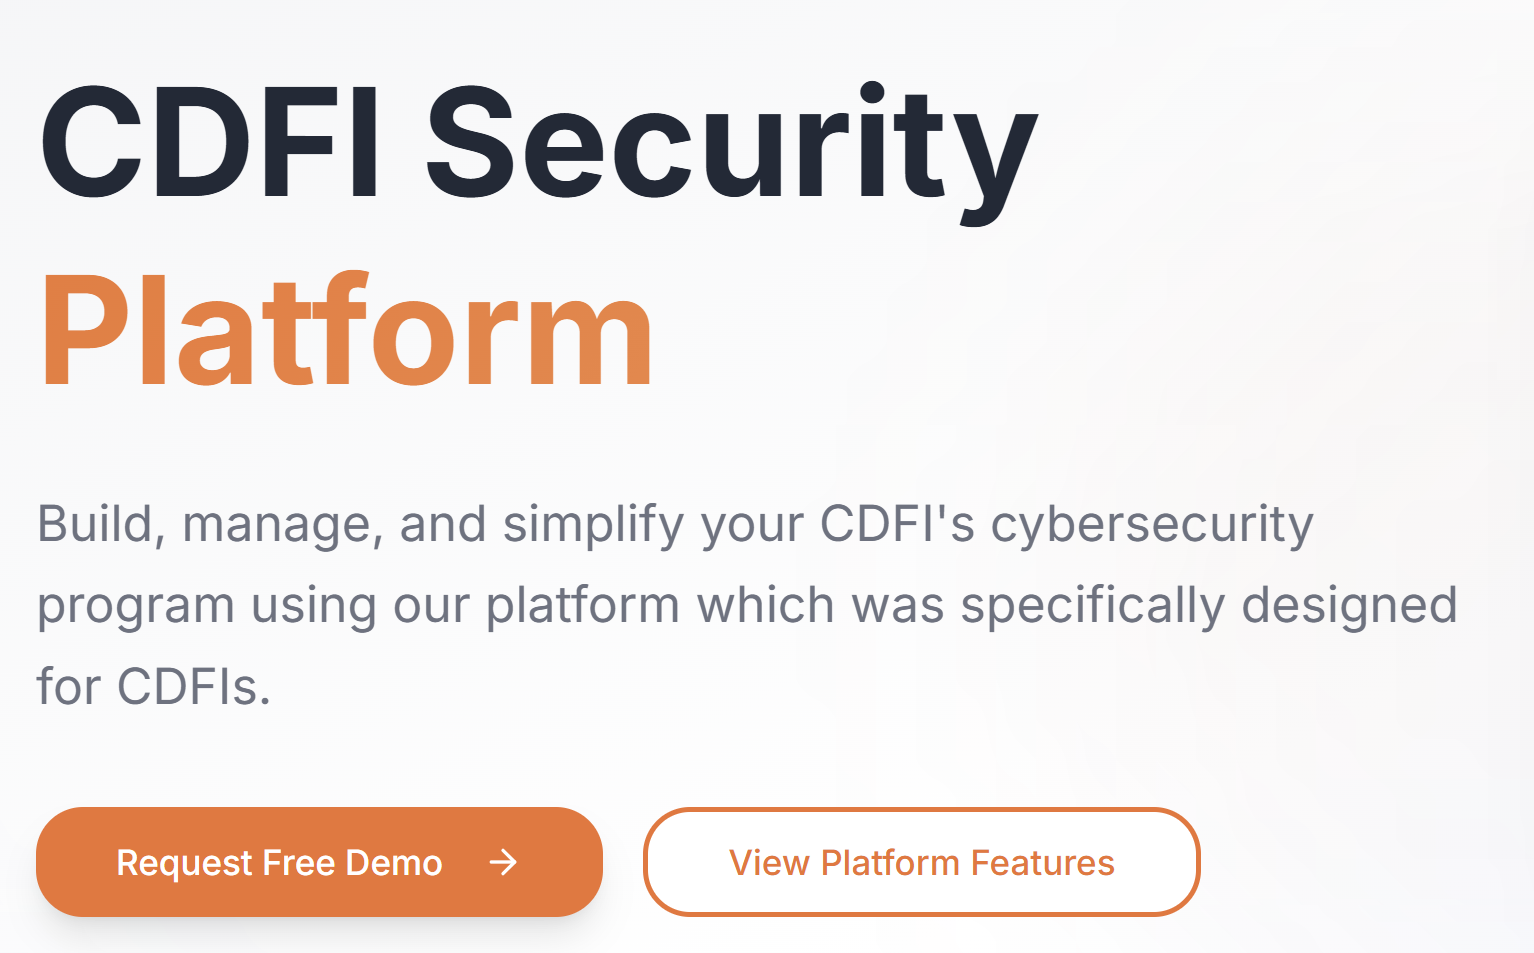 CDFI Security
Platform
Build, manage, and simplify your CDFI's cybersecurity
program using our platform which was specifically designed
for CDFIs.
Request Free Demo →
View Platform Features